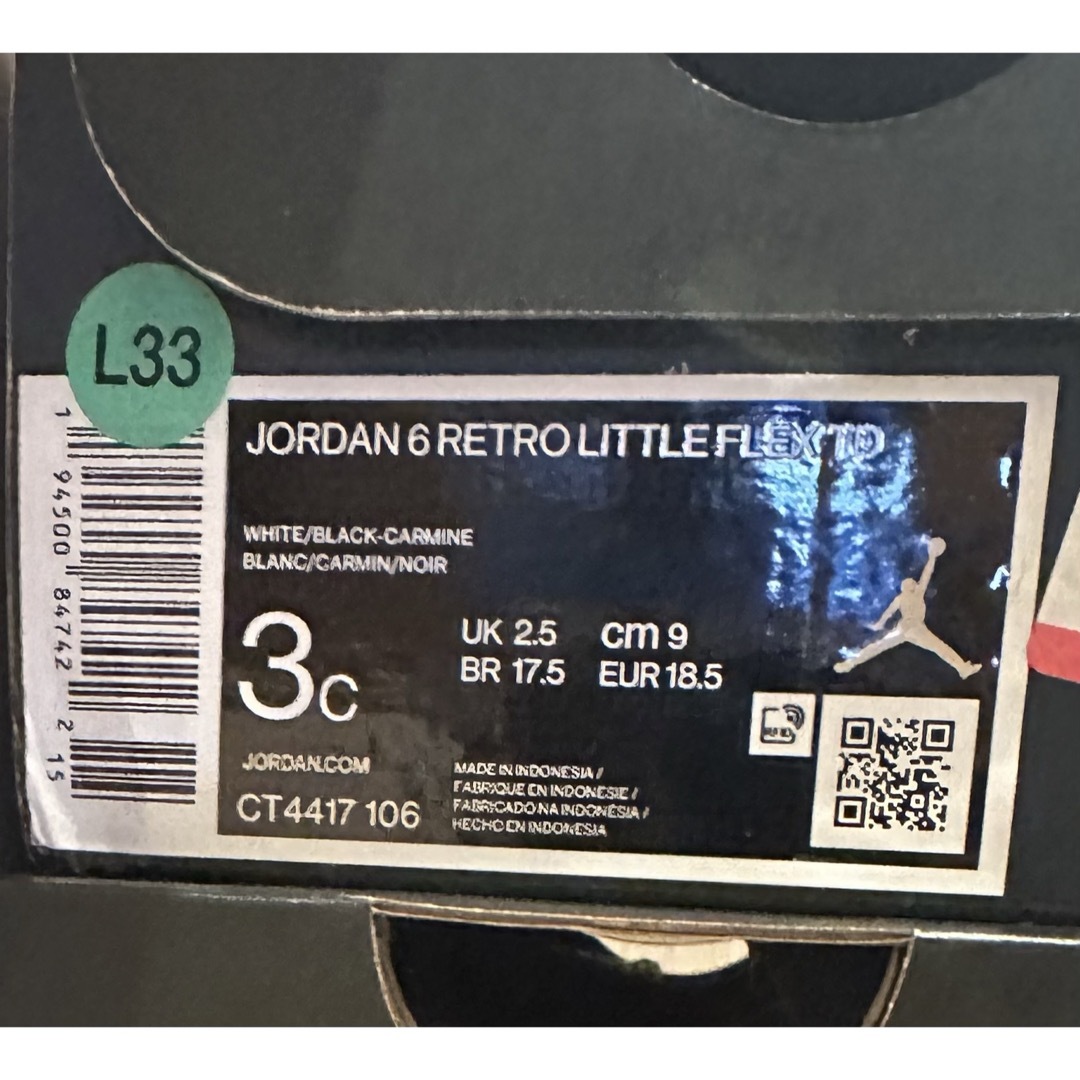 L33
JORDAN 6 RETRO LITTLE FLEX TD
WHITE/BLACK-CARMINE
BLANC/CARMIN/NOIR
3C
UK 2.5 cm 9
BR 17.5 EUR 18.5
JORDAN.COM
CT4417 106
MADE IN INDONESIA /
FABRIQUE EN INDONESIE /
FABRICADO NA INDONESIA /
HECHO EN INDONESIA
1 94500 84742 2 15